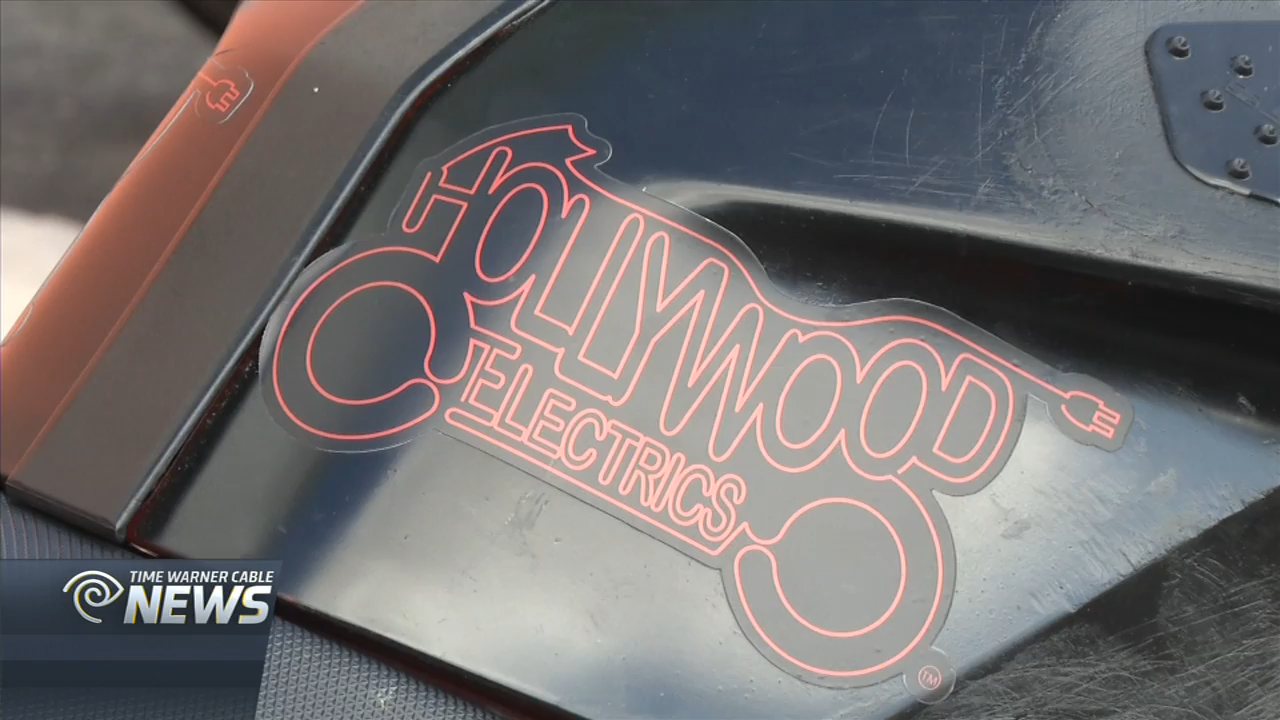 HOLLYWOOD
ELECTRICS
TM
TIME WARNER CABLE
NEWS